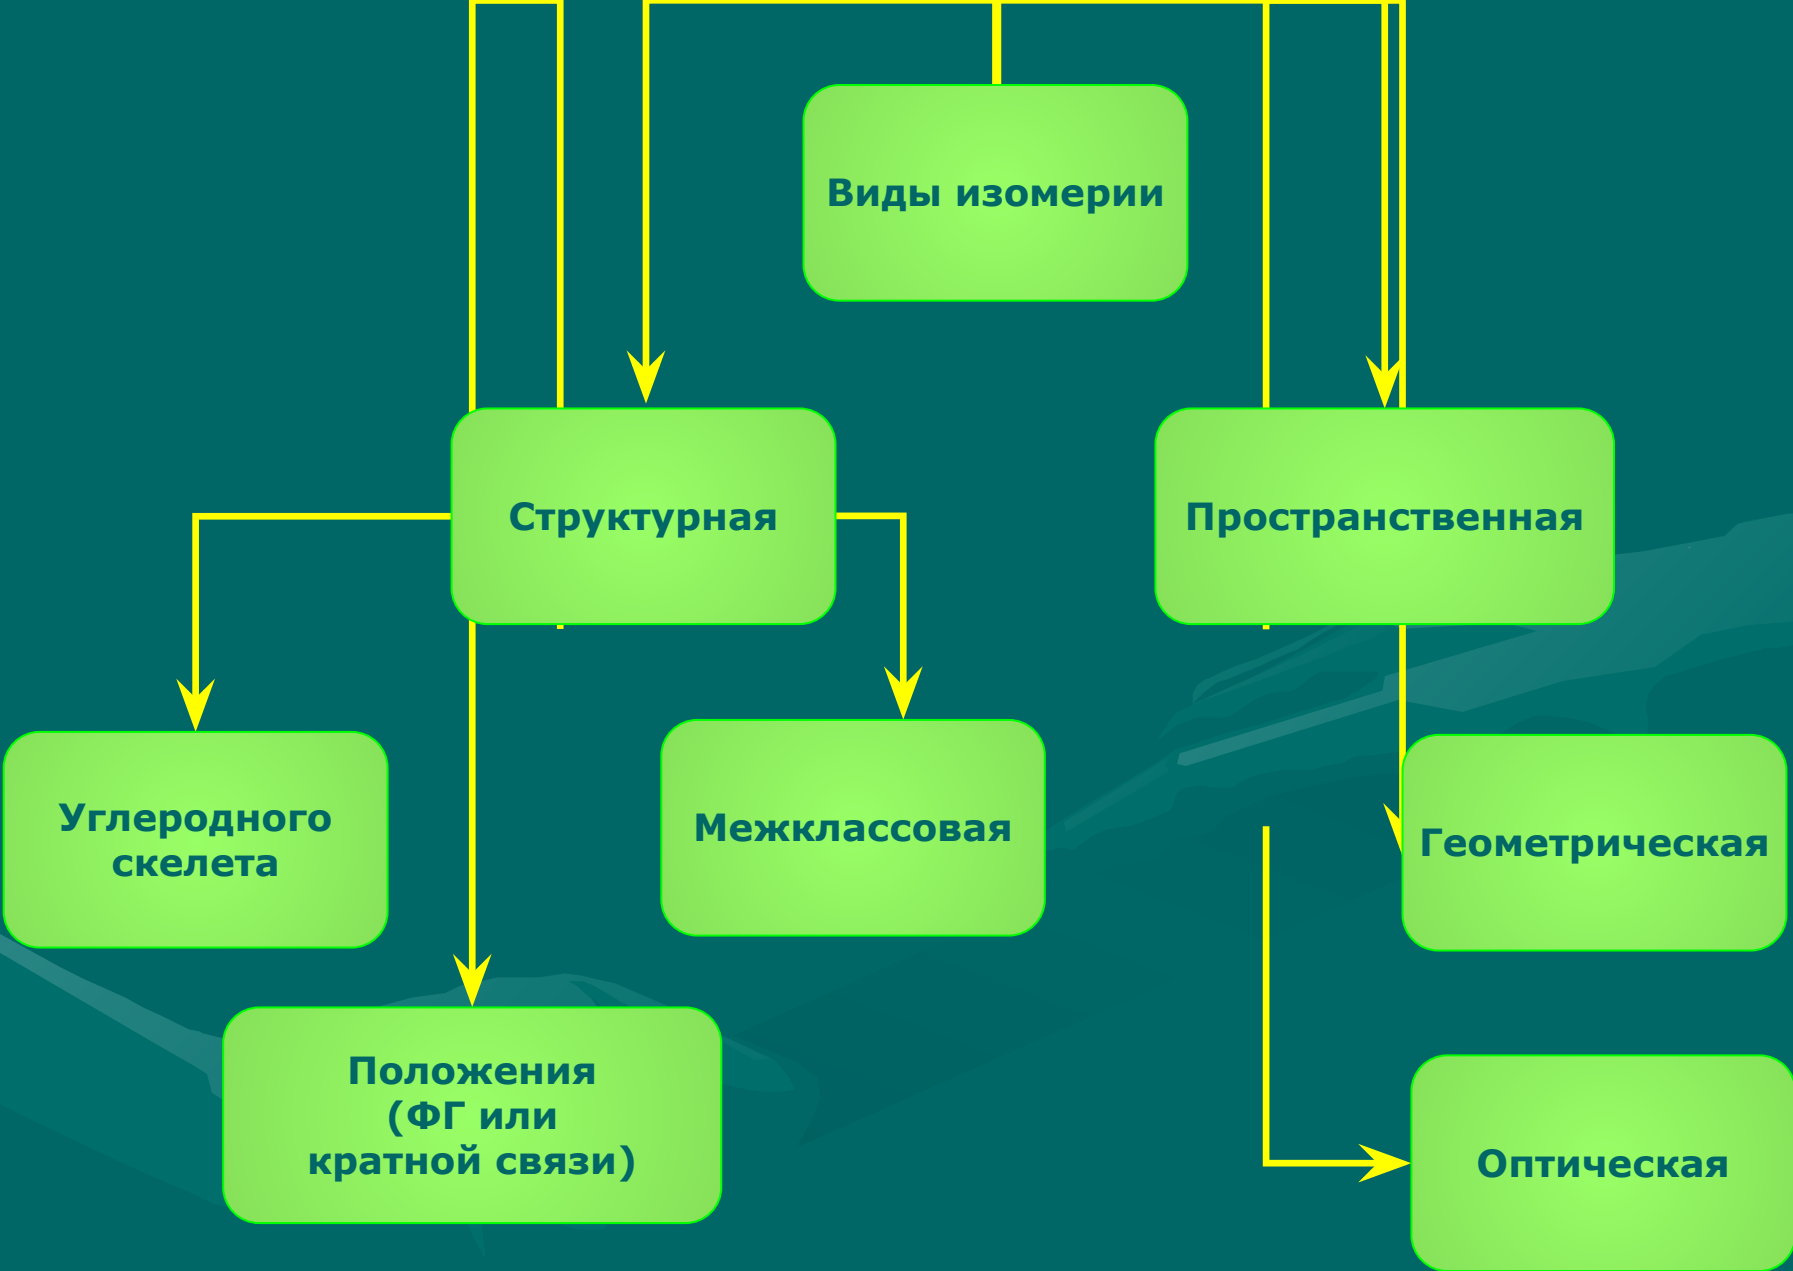 Виды изомерии
Структурная
Пространственная
Углеродного
скелета
Межклассовая
Геометрическая
Положения
(ФГ или
кратной связи)
Оптическая